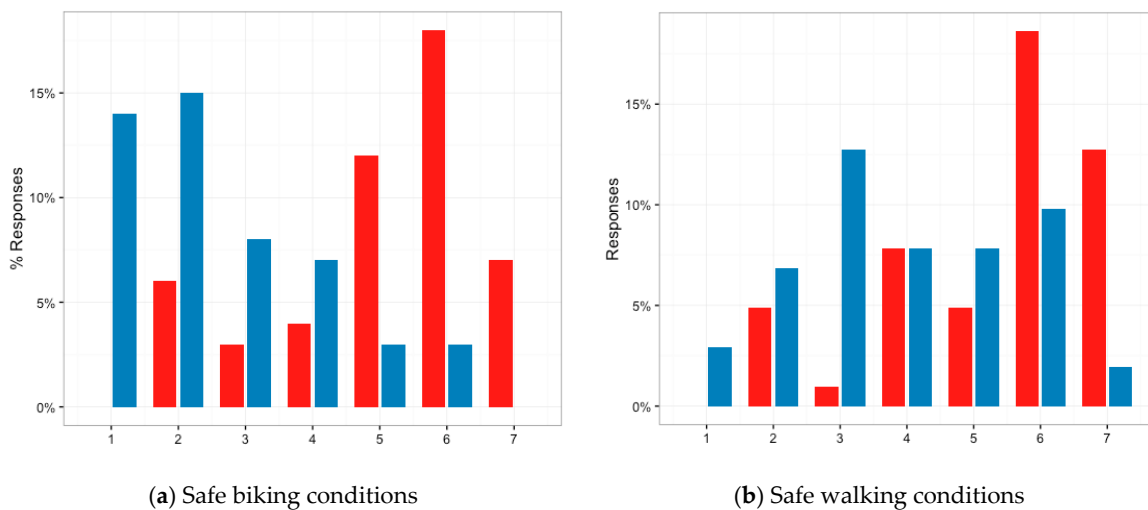 % Responses
15%
10%
5%
0%
1 2 3 4 5 6 7
(a) Safe biking conditions
Responses
15%
10%
5%
0%
1 2 3 4 5 6 7
(b) Safe walking conditions